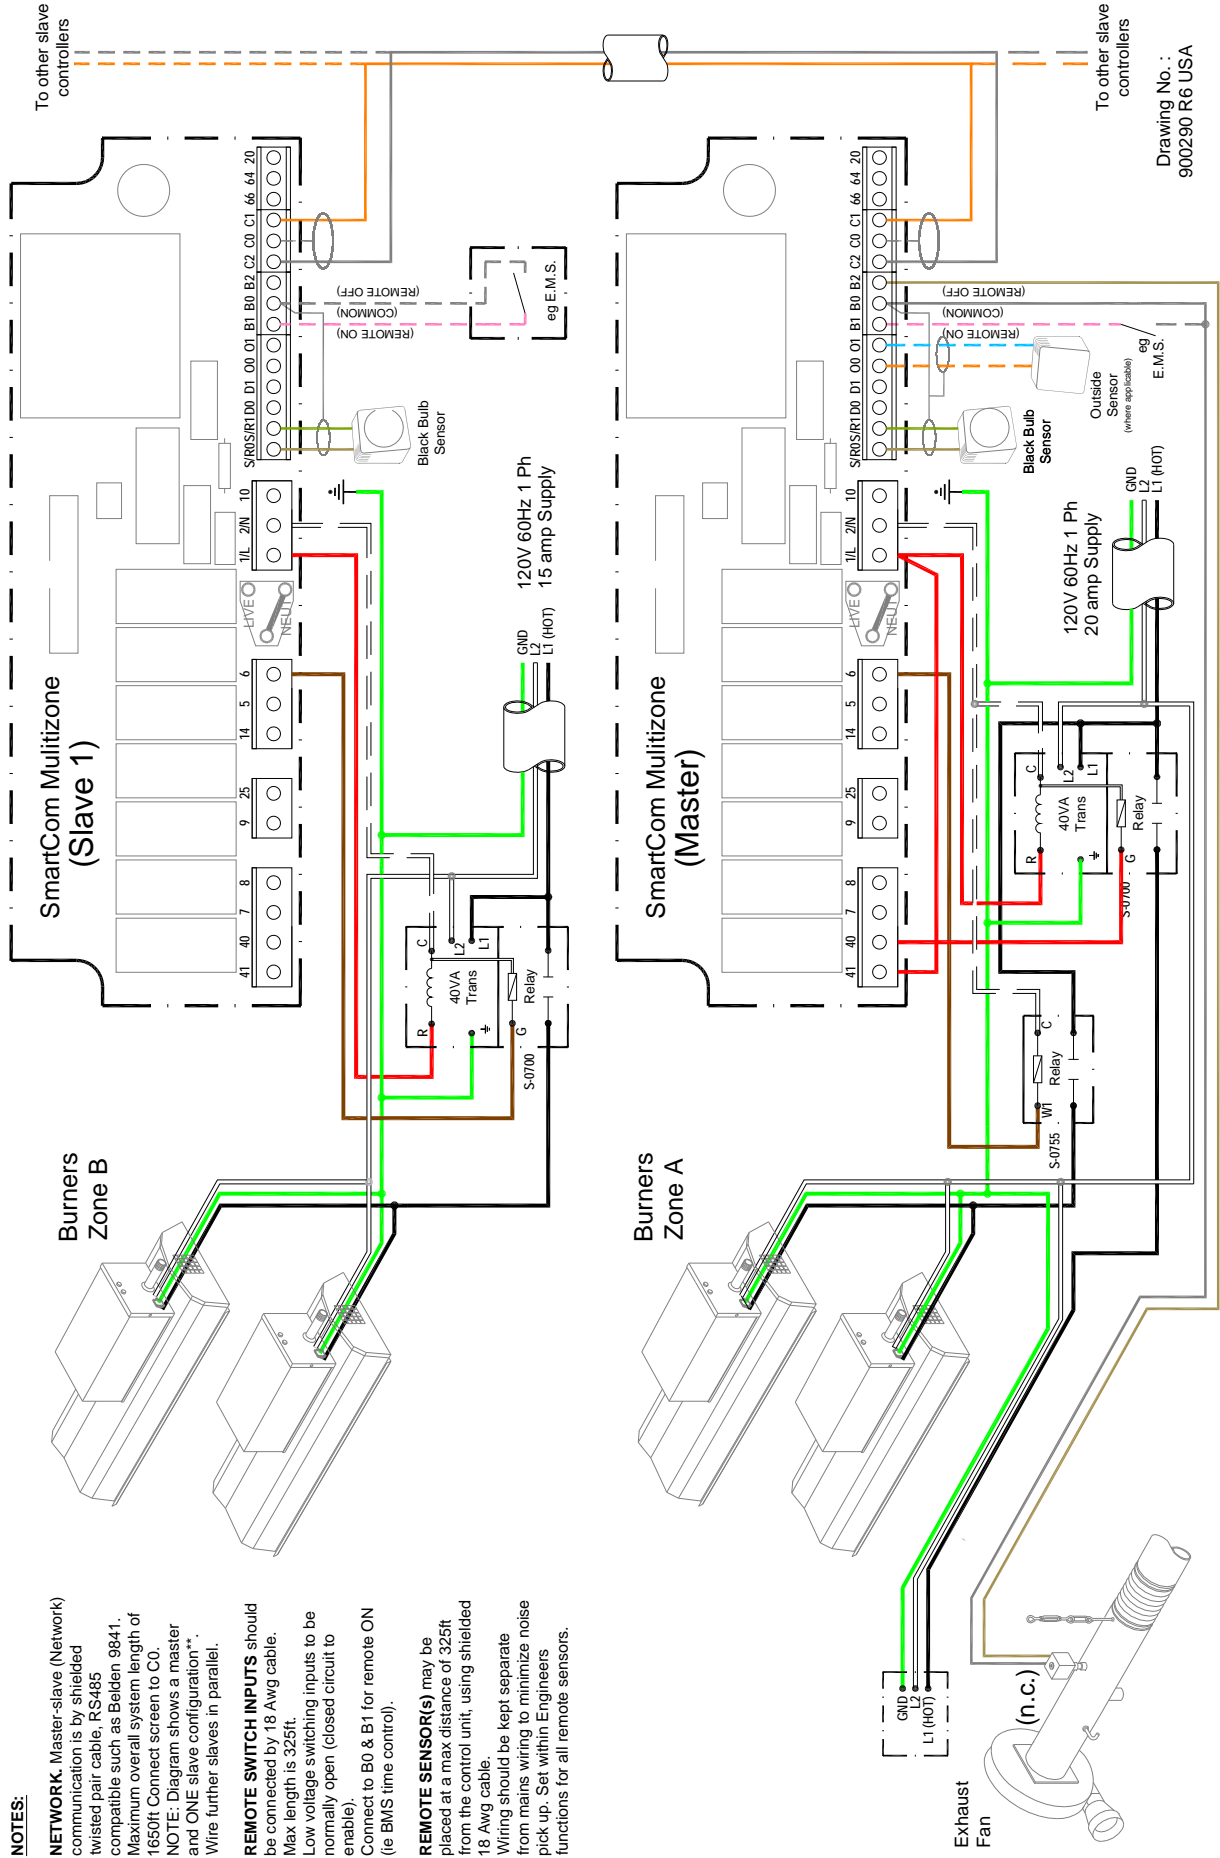 NOTES:
NETWORK. Master-slave (Network)
communication is by shielded
twisted pair cable, RS485
compatible such as Belden 9841.
Maximum overall system length of
1650ft Connect screen to C0.
NOTE: Diagram shows a master
and ONE slave configuration**.
Wire further slaves in parallel.
REMOTE SWITCH INPUTS should
be connected by 18 Awg cable.
Max length is 325ft.
Low voltage switching inputs to be
normally open (closed circuit to
enable).
Connect to B0 & B1 for remote ON
(ie BMS time control).
REMOTE SENSOR(s) may be
placed at a max distance of 325ft
from the control unit, using shielded
18 Awg cable.
Wiring should be kept separate
from mains wiring to minimize noise
pick up. Set within Engineers
functions for all remote sensors.
Burners
Zone B
SmartCom Mulitizone
(Slave 1)
41 40 7 8 9 25 14 5 6
LIVE
NEUT
1/L 2/N 10
S/R0 S/R1 D0 D1 O0 O1 B1 B0 B2 C2 C0 C1 66 64 20
To other slave
controllers
(REMOTE ON)
(COMMON)
(REMOTE OFF)
eg E.M.S.
Black Bulb
Sensor
120V 60Hz 1 Ph
15 amp Supply
GND
L2
L1 (HOT)
R
C
40VA
Trans
L2
L1
G
Relay
S-0700
Burners
Zone A
SmartCom Mulitizone
(Master)
41 40 7 8 9 25 14 5 6
LIVE
NEUT
1/L 2/N 10
S/R0 S/R1 D0 D1 O0 O1 B1 B0 B2 C2 C0 C1 66 64 20
(REMOTE ON)
(COMMON)
(REMOTE OFF)
eg
E.M.S.
Black Bulb
Sensor
Outside
Sensor
(where applicable)
120V 60Hz 1 Ph
20 amp Supply
GND
L2
L1 (HOT)
R
C
40VA
Trans
L2
L1
G
Relay
S-0700
W1
C
Relay
S-0755
GND
L2
L1 (HOT)
Exhaust
Fan
(n.c.)
To other slave
controllers
Drawing No. :
900290 R6 USA